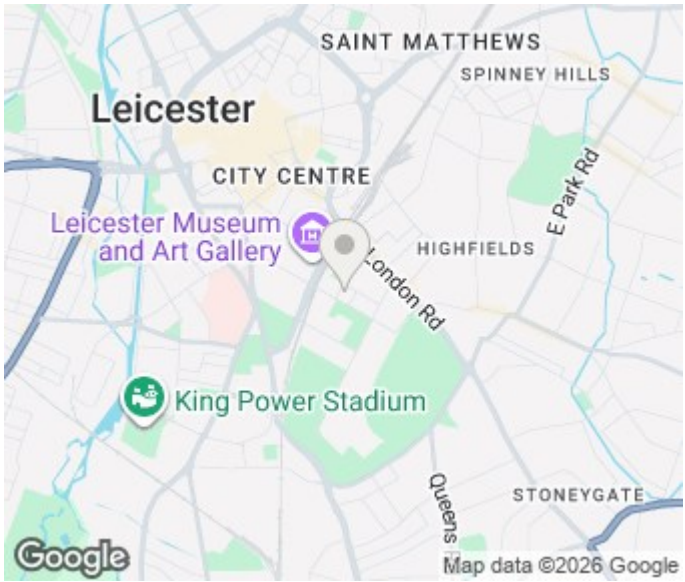 SAINT MATTHEWS
SPINNEY HILLS
Leicester
CITY CENTRE
E Park Rd
Leicester Museum
and Art Gallery
HIGHFIELDS
London Rd
King Power Stadium
Queens
STONEYGATE
Google
Map data ©2026 Google